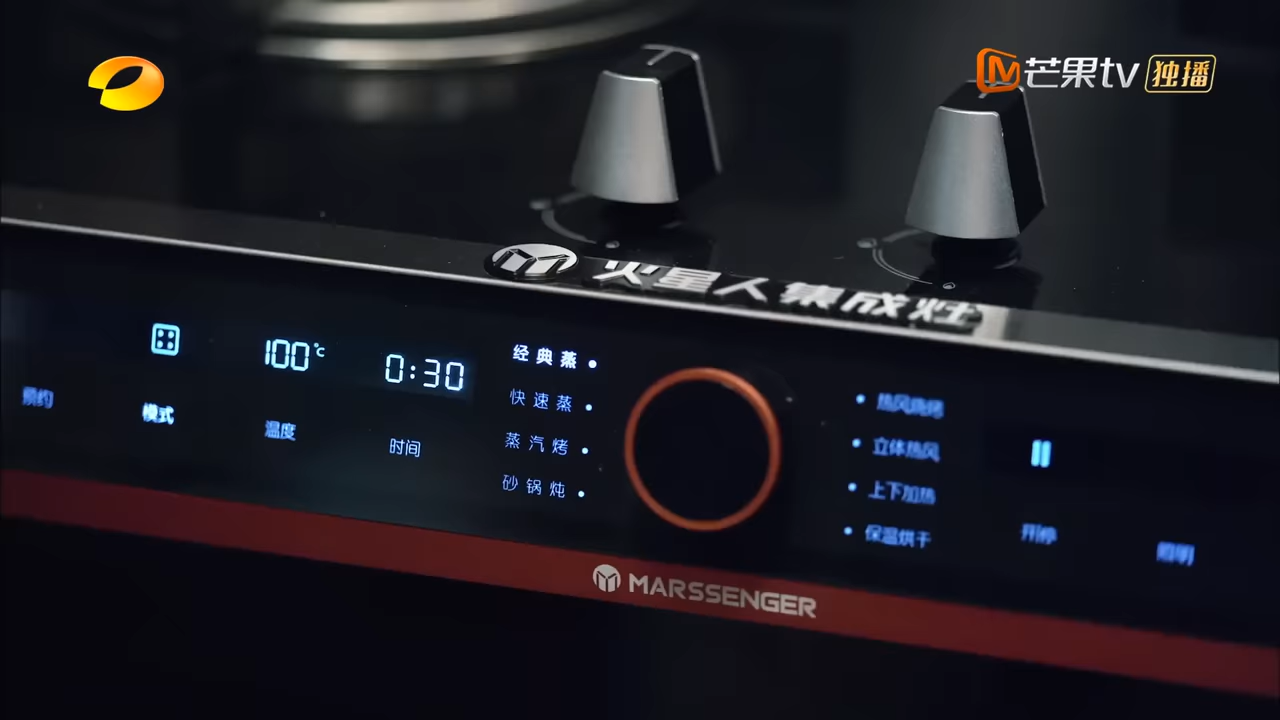 芒果tv 独播
火星人集成灶
100℃
0:30
预约
模式
温度
时间
经典蒸
快速蒸
蒸汽烤
砂锅炖
热风烧烤
立体热风
上下加热
保温烘干
开停
照明
MARSSENGER